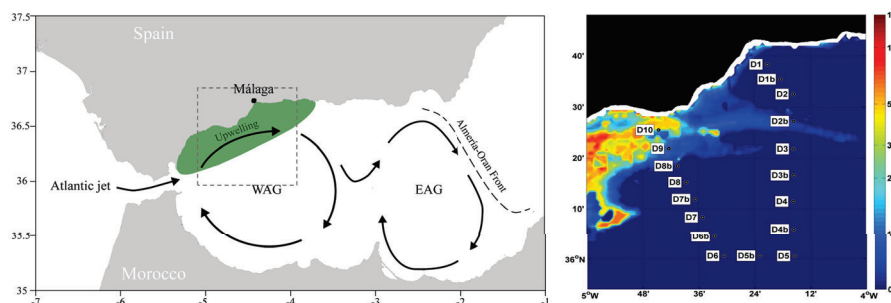 37.5
37
36.5
36
35.5
35
-7
-6
-5
-4
-3
-2
-1
Spain
Málaga
Upwelling
Atlantic jet
WAG
EAG
Almeria-Oran Front
Morocco
40'
30'
20'
10'
36°N
5°W
48'
36'
24'
12'
4°W
D1
D1b
D2
D2b
D10
D9
D3
D8b
D3b
D8
D7b
D4
D7
D4b
D6b
D6
D5b
D5